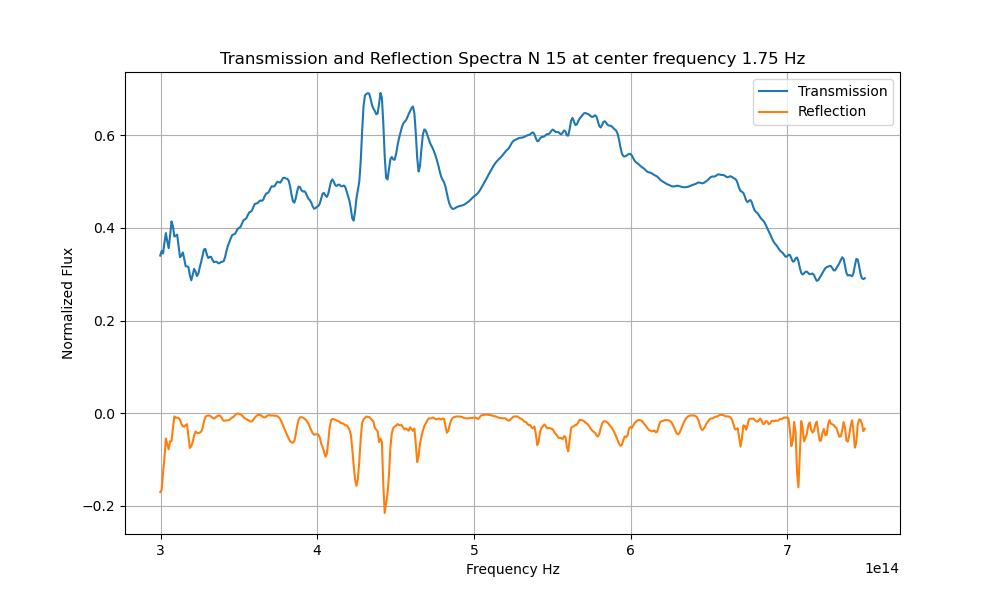 Transmission and Reflection Spectra N 15 at center frequency 1.75 Hz
Transmission
Reflection
Normalized Flux
0.6
0.4
0.2
0.0
−0.2
3 4 5 6 7
Frequency Hz
1e14